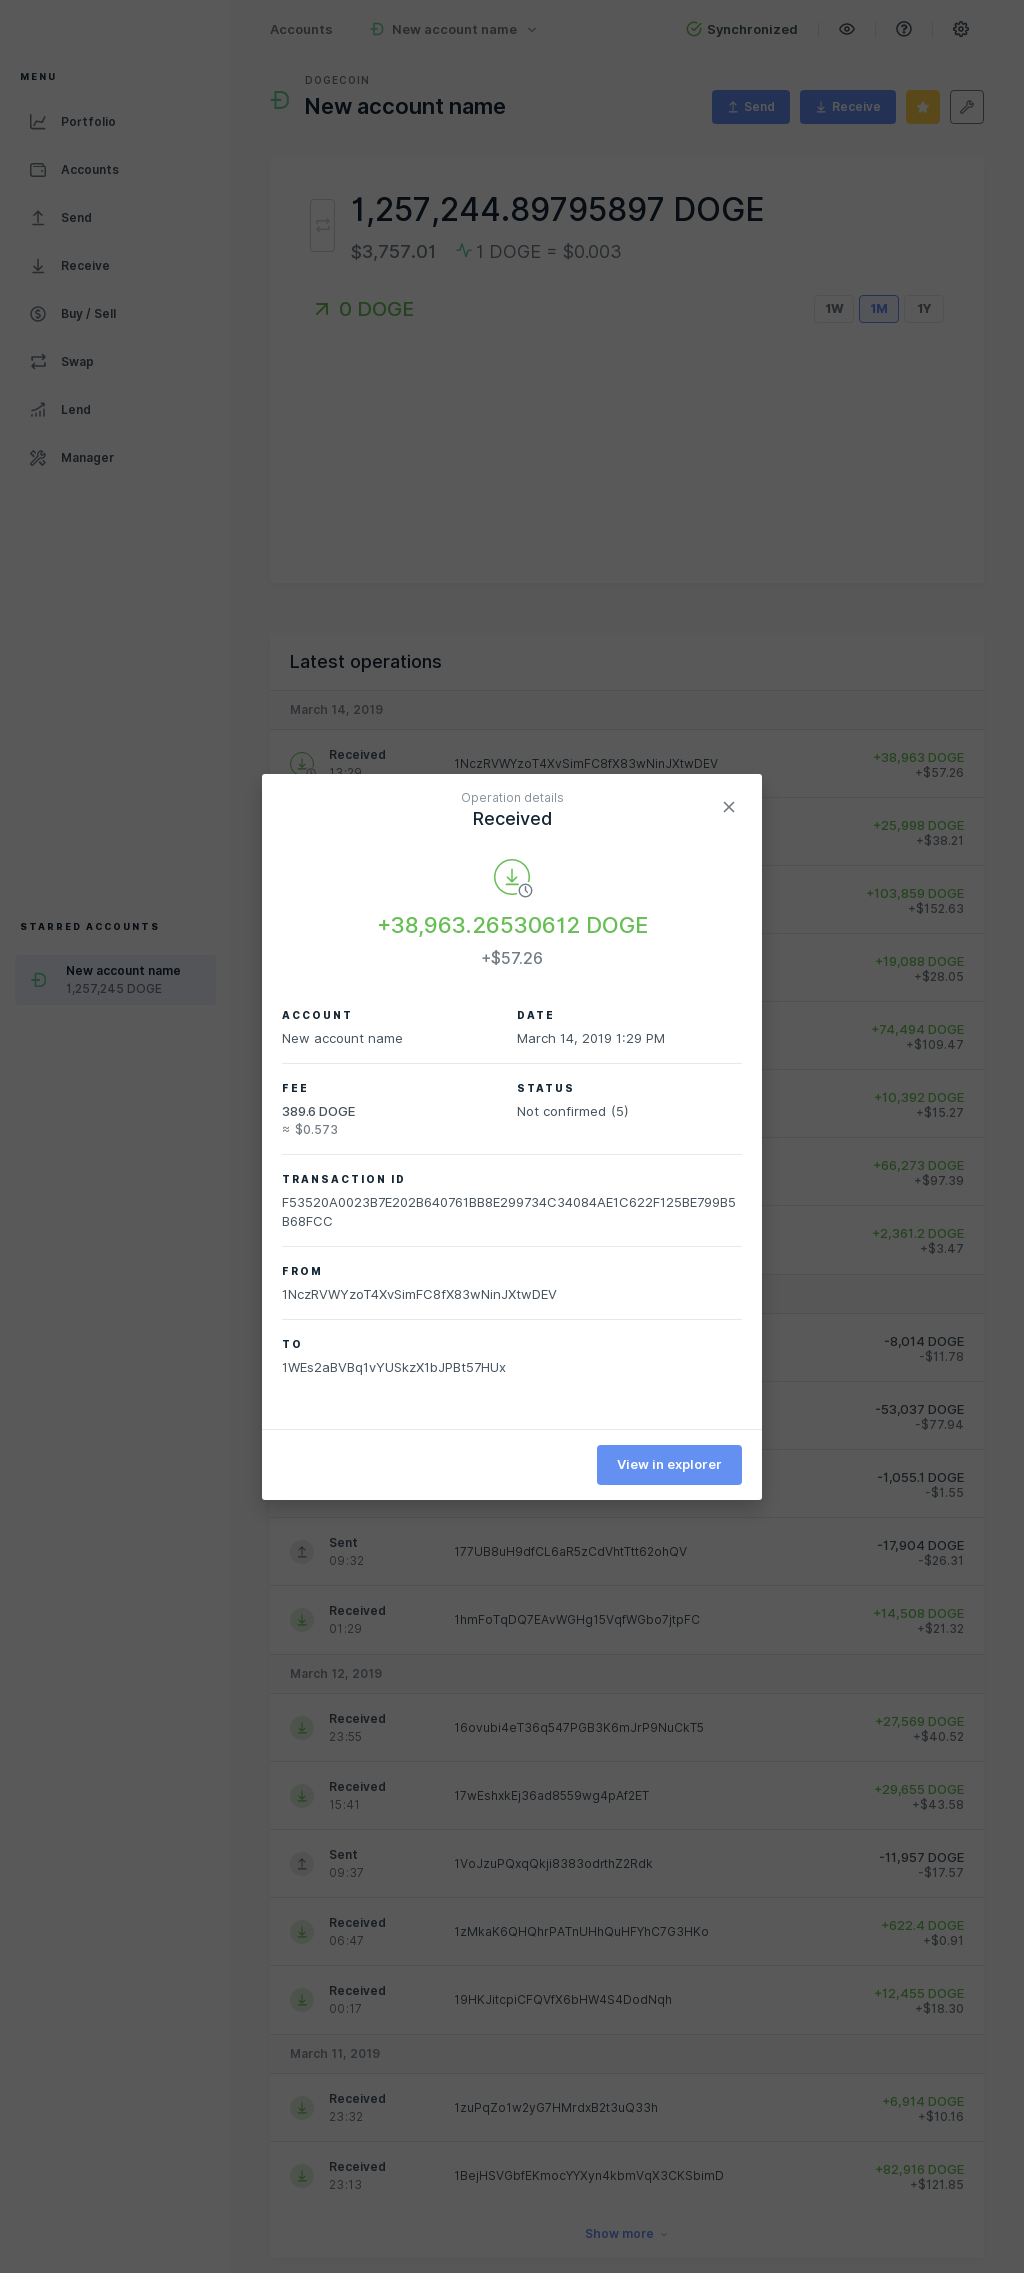 Accounts
New account name
Synchronized
MENU
Portfolio
Accounts
Send
Receive
Buy / Sell
Swap
Lend
Manager
STARRED ACCOUNTS
New account name
1,257,245 DOGE
DOGECOIN
New account name
Send
Receive
1,257,244.89795897 DOGE
$3,757.01
1 DOGE = $0.003
0 DOGE
1W
1M
1Y
Latest operations
March 14, 2019
Received
13:29
1NczRVWYzoT4XvSimFC8fX83wNinJXtwDEV
+38,963 DOGE
+$57.26
+25,998 DOGE
+$38.21
+103,859 DOGE
+$152.63
+19,088 DOGE
+$28.05
+74,494 DOGE
+$109.47
+10,392 DOGE
+$15.27
+66,273 DOGE
+$97.39
+2,361.2 DOGE
+$3.47
-8,014 DOGE
-$11.78
-53,037 DOGE
-$77.94
-1,055.1 DOGE
-$1.55
Operation details
Received
+38,963.26530612 DOGE
+$57.26
ACCOUNT
New account name
DATE
March 14, 2019 1:29 PM
FEE
389.6 DOGE
≈ $0.573
STATUS
Not confirmed (5)
TRANSACTION ID
F53520A0023B7E202B640761BB8E299734C34084AE1C622F125BE799B5
B68FCC
FROM
1NczRVWYzoT4XvSimFC8fX83wNinJXtwDEV
TO
1WEs2aBVBq1vYUSkzX1bJPBt57HUx
View in explorer
Sent
09:32
177UB8uH9dfCL6aR5zCdVhtTtt62ohQV
-17,904 DOGE
-$26.31
Received
01:29
1hmFoTqDQ7EAvWGHg15VqfWGbo7jtpFC
+14,508 DOGE
+$21.32
March 12, 2019
Received
23:55
16ovubi4eT36q547PGB3K6mJrP9NuCkT5
+27,569 DOGE
+$40.52
Received
15:41
17wEshxkEj36ad8559wg4pAf2ET
+29,655 DOGE
+$43.58
Sent
09:37
1VoJzuPQxqQkji8383odrthZ2Rdk
-11,957 DOGE
-$17.57
Received
06:47
1zMkaK6QHQhrPATnUHhQuHFYhC7G3HKo
+622.4 DOGE
+$0.91
Received
00:17
19HKJitcpiCFQVfX6bHW4S4DodNqh
+12,455 DOGE
+$18.30
March 11, 2019
Received
23:32
1zuPqZo1w2yG7HMrdxB2t3uQ33h
+6,914 DOGE
+$10.16
Received
23:13
1BejHSVGbfEKmocYYXyn4kbmVqX3CKSbimD
+82,916 DOGE
+$121.85
Show more